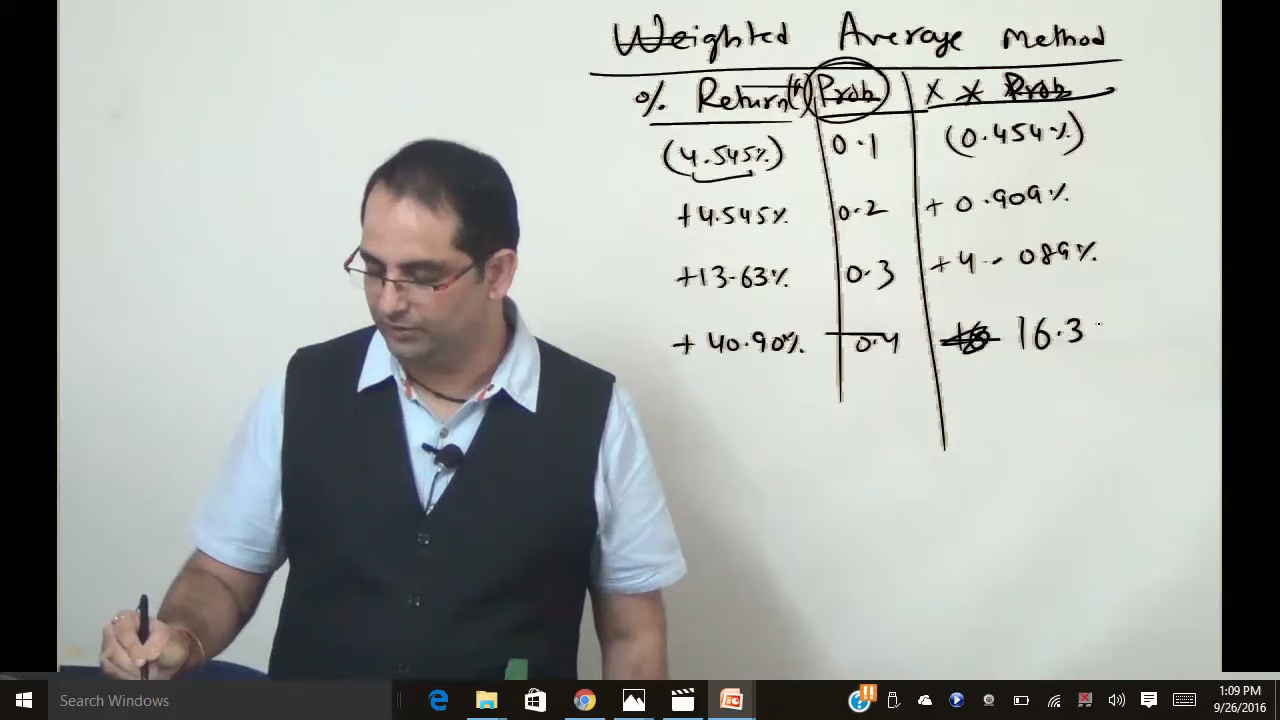 Weighted Average Method
% Return (X) Prob X * Prob
(4.545%) 0.1 (0.454%)
+4.545% 0.2 +0.909%
+13.63% 0.3 +4.089%
+40.90% 0.4 16.3
Search Windows
1:09 PM
9/26/2016